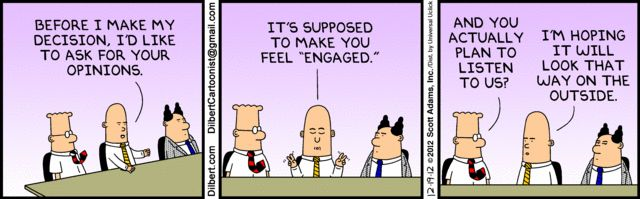 BEFORE I MAKE MY
DECISION, I'D LIKE
TO ASK FOR YOUR
OPINIONS.
Dilbert.com DilbertCartoonist@gmail.com
IT'S SUPPOSED
TO MAKE YOU
FEEL "ENGAGED."
12-19-12 ©2012 Scott Adams, Inc. /Dist. by Universal Uclick
AND YOU
ACTUALLY
PLAN TO
LISTEN
TO US?
I'M HOPING
IT WILL
LOOK THAT
WAY ON THE
OUTSIDE.